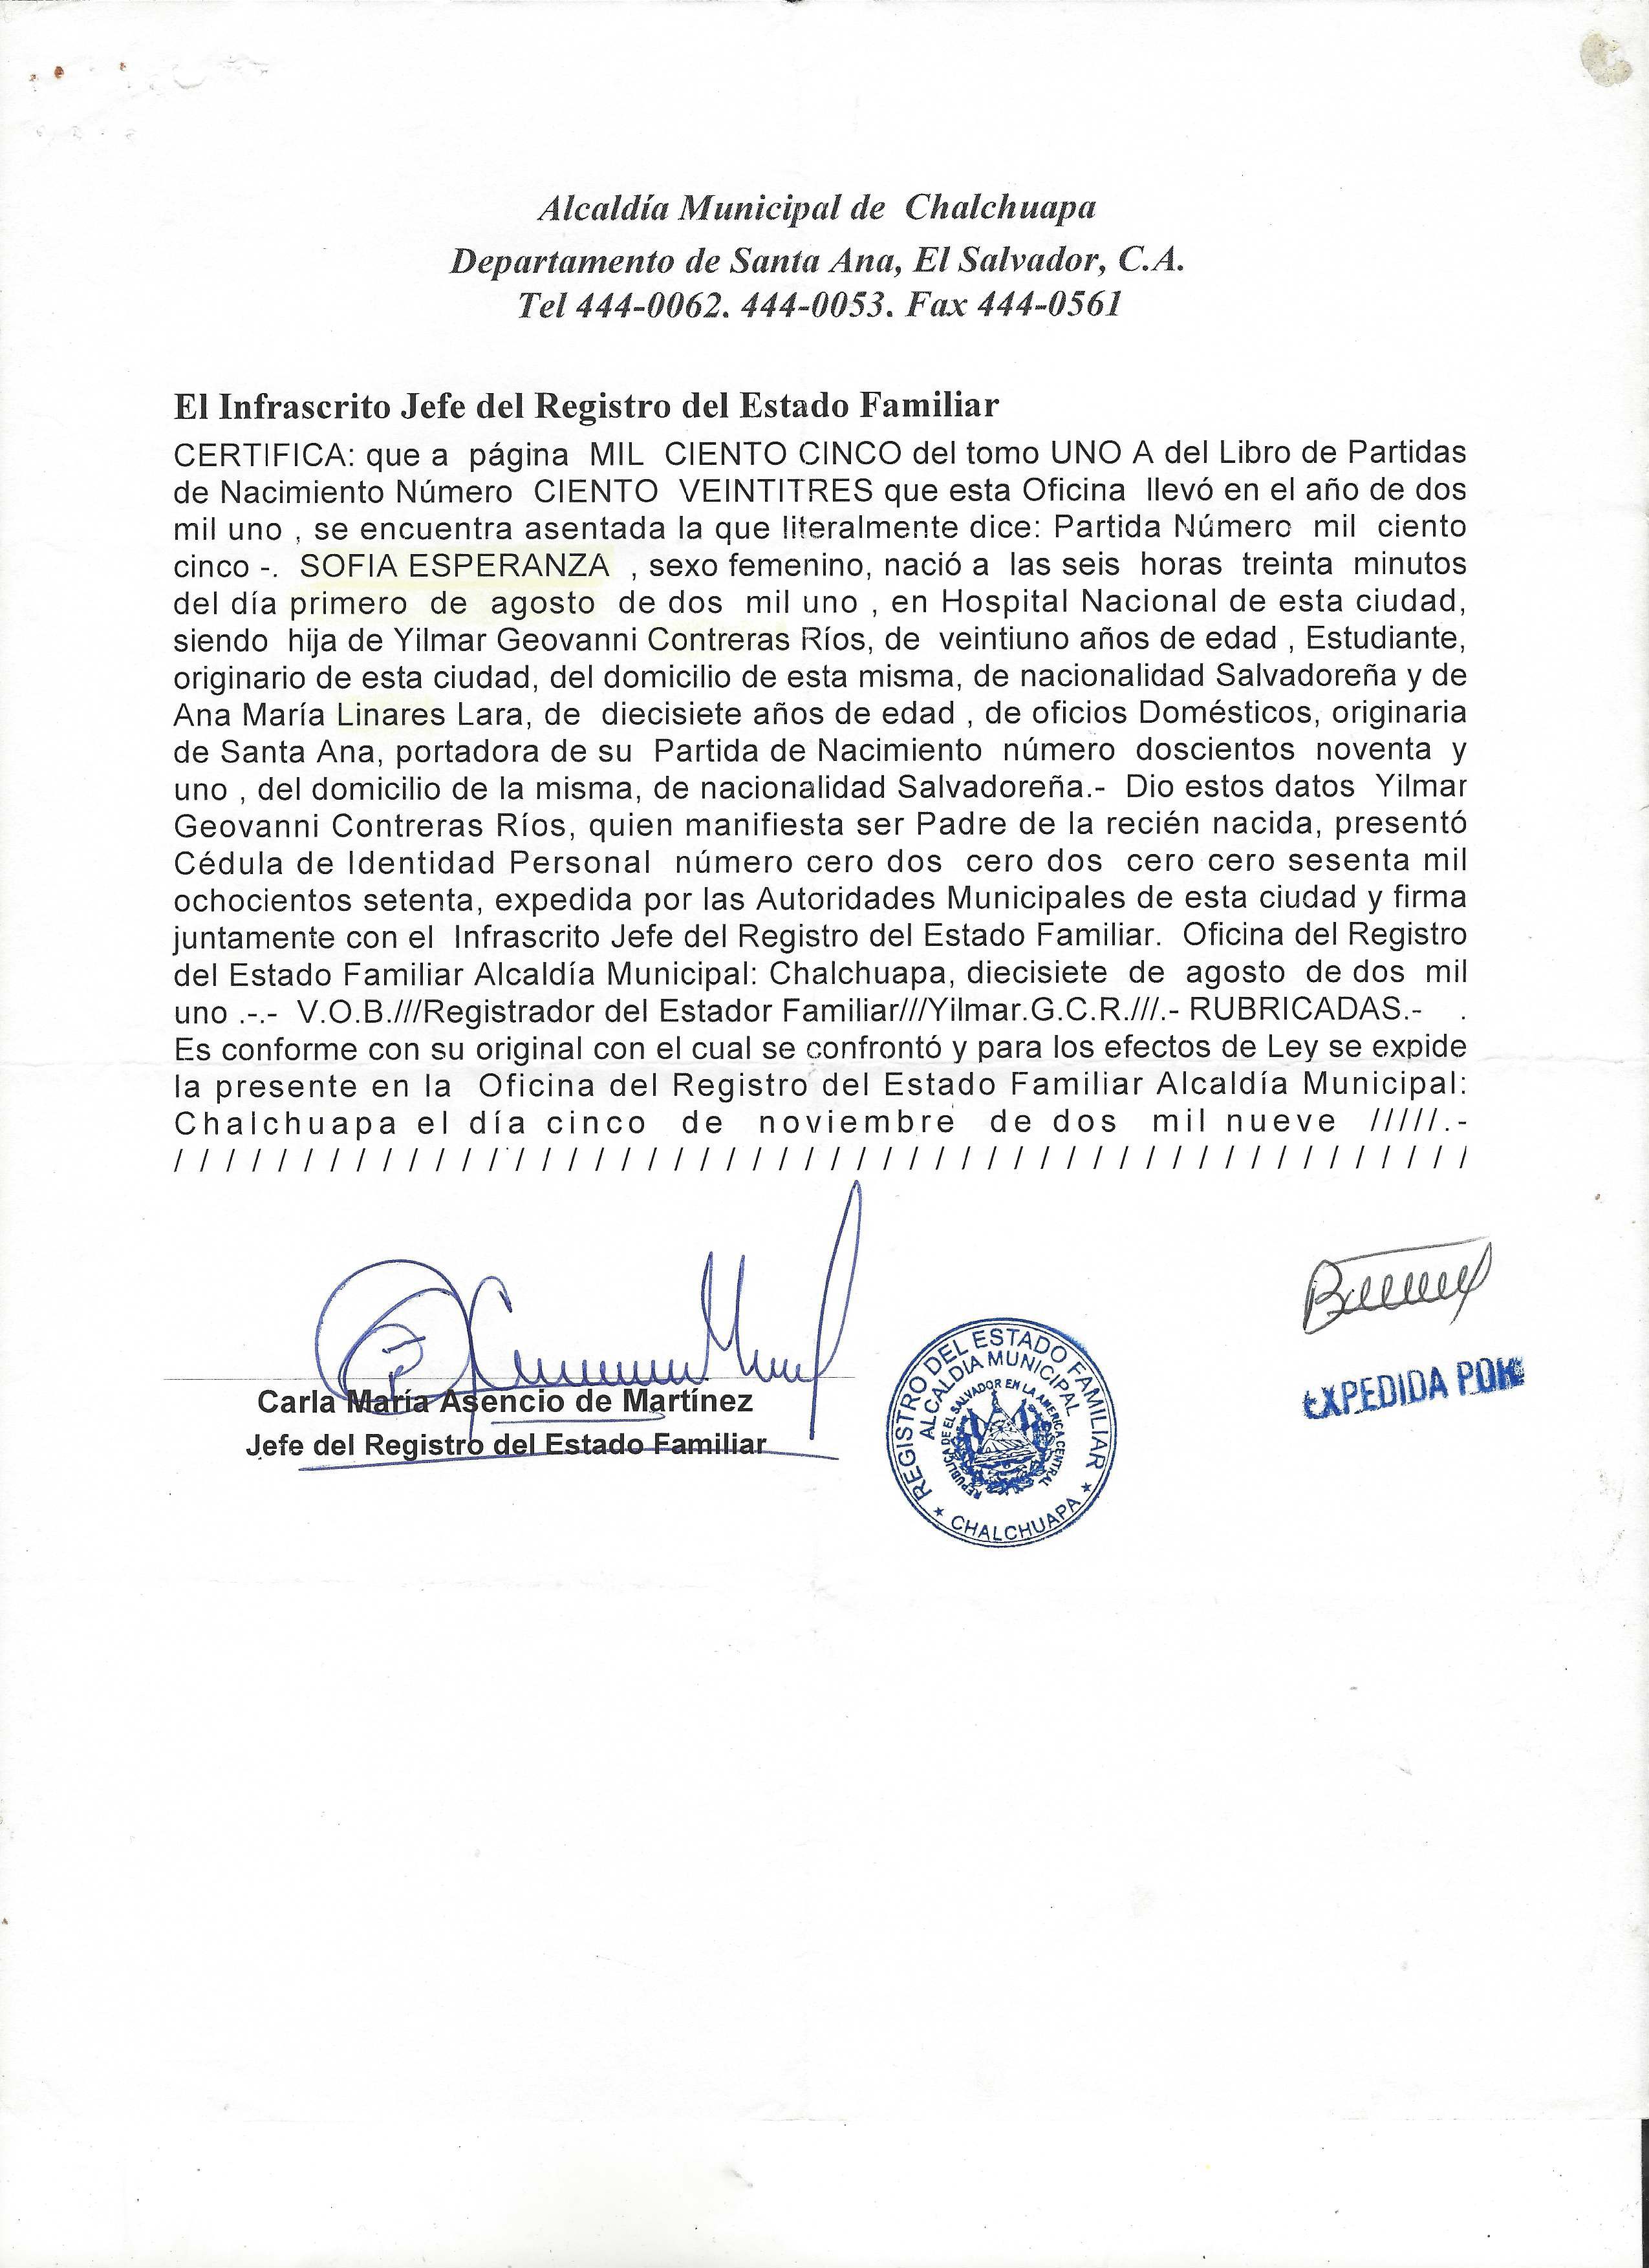 Alcaldía Municipal de Chalchuapa
Departamento de Santa Ana, El Salvador, C.A.
Tel 444-0062. 444-0053. Fax 444-0561
El Infrascrito Jefe del Registro del Estado Familiar
CERTIFICA: que a página MIL CIENTO CINCO del tomo UNO A del Libro de Partidas
de Nacimiento Número CIENTO VEINTITRES que esta Oficina llevó en el año de dos
mil uno , se encuentra asentada la que literalmente dice: Partida Número mil ciento
cinco -. SOFIA ESPERANZA , sexo femenino, nació a las seis horas treinta minutos
del día primero de agosto de dos mil uno , en Hospital Nacional de esta ciudad,
siendo hija de Yilmar Geovanni Contreras Ríos, de veintiuno años de edad , Estudiante,
originario de esta ciudad, del domicilio de esta misma, de nacionalidad Salvadoreña y de
Ana María Linares Lara, de diecisiete años de edad , de oficios Domésticos, originaria
de Santa Ana, portadora de su Partida de Nacimiento número doscientos noventa y
uno , del domicilio de la misma, de nacionalidad Salvadoreña.- Dio estos datos Yilmar
Geovanni Contreras Ríos, quien manifiesta ser Padre de la recién nacida, presentó
Cédula de Identidad Personal número cero dos cero dos cero cero sesenta mil
ochocientos setenta, expedida por las Autoridades Municipales de esta ciudad y firma
juntamente con el Infrascrito Jefe del Registro del Estado Familiar. Oficina del Registro
del Estado Familiar Alcaldía Municipal: Chalchuapa, diecisiete de agosto de dos mil
uno .-.- V.O.B.///Registrador del Estador Familiar///Yilmar.G.C.R.///.- RUBRICADAS.- .
Es conforme con su original con el cual se confrontó y para los efectos de Ley se expide
la presente en la Oficina del Registro del Estado Familiar Alcaldía Municipal:
Chalchuapa el día cinco de noviembre de dos mil nueve /////.-
/ / / / / / / / / / / / / / / / / / / / / / / / / / / / / / / / / / / / / / / / / / / / / / / / / / /
Carla María Asencio de Martínez
Jefe del Registro del Estado Familiar
REGISTRO DEL ESTADO FAMILIAR
ALCALDIA MUNICIPAL
REPUBLICA DE EL SALVADOR EN LA AMERICA CENTRAL
* CHALCHUAPA *
EXPEDIDA POR